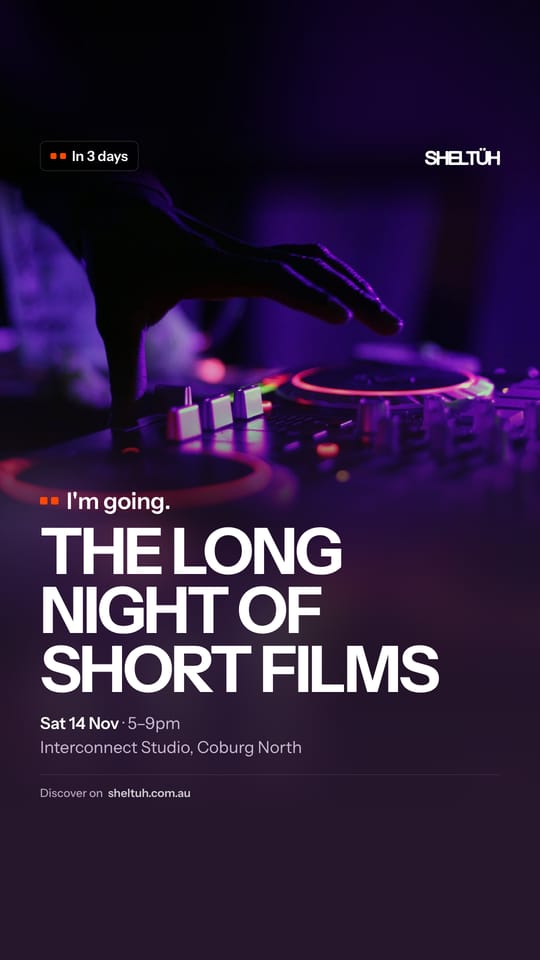 In 3 days
SHELTÜH
I'm going.
THE LONG
NIGHT OF
SHORT FILMS
Sat 14 Nov · 5–9pm
Interconnect Studio, Coburg North
Discover on sheltuh.com.au